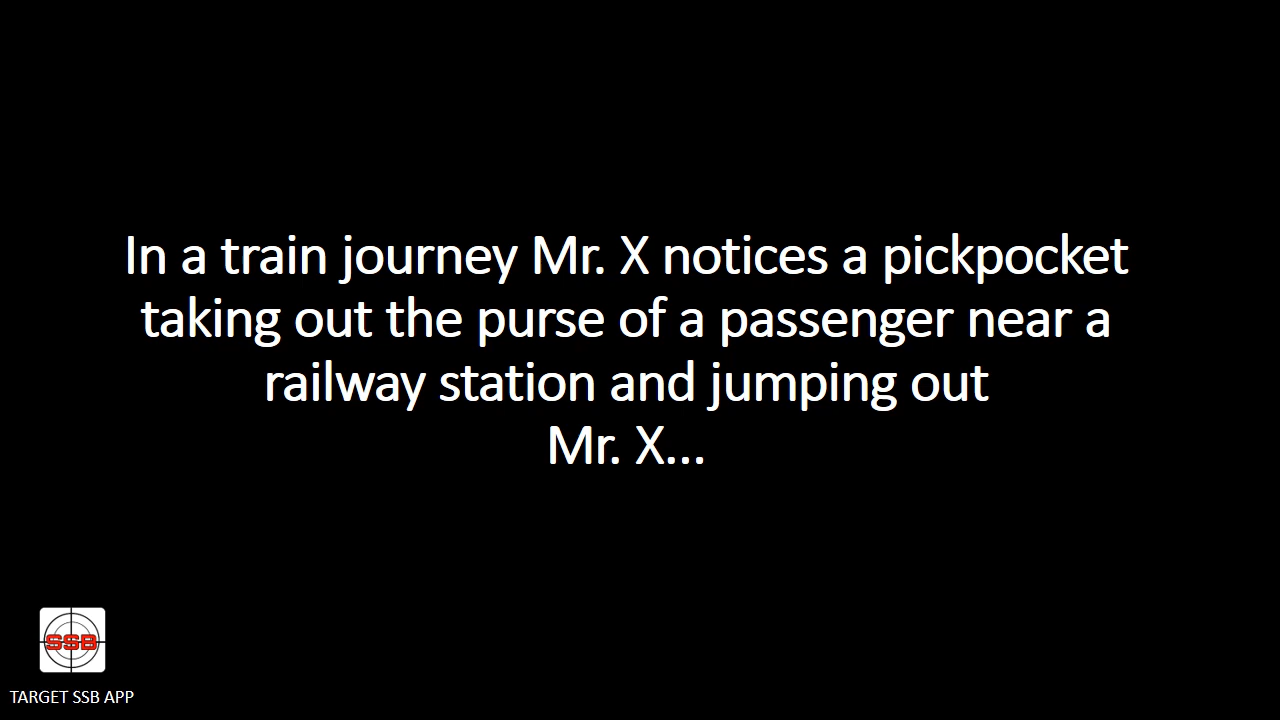 In a train journey Mr. X notices a pickpocket
taking out the purse of a passenger near a
railway station and jumping out
Mr. X...
SSB
TARGET SSB APP